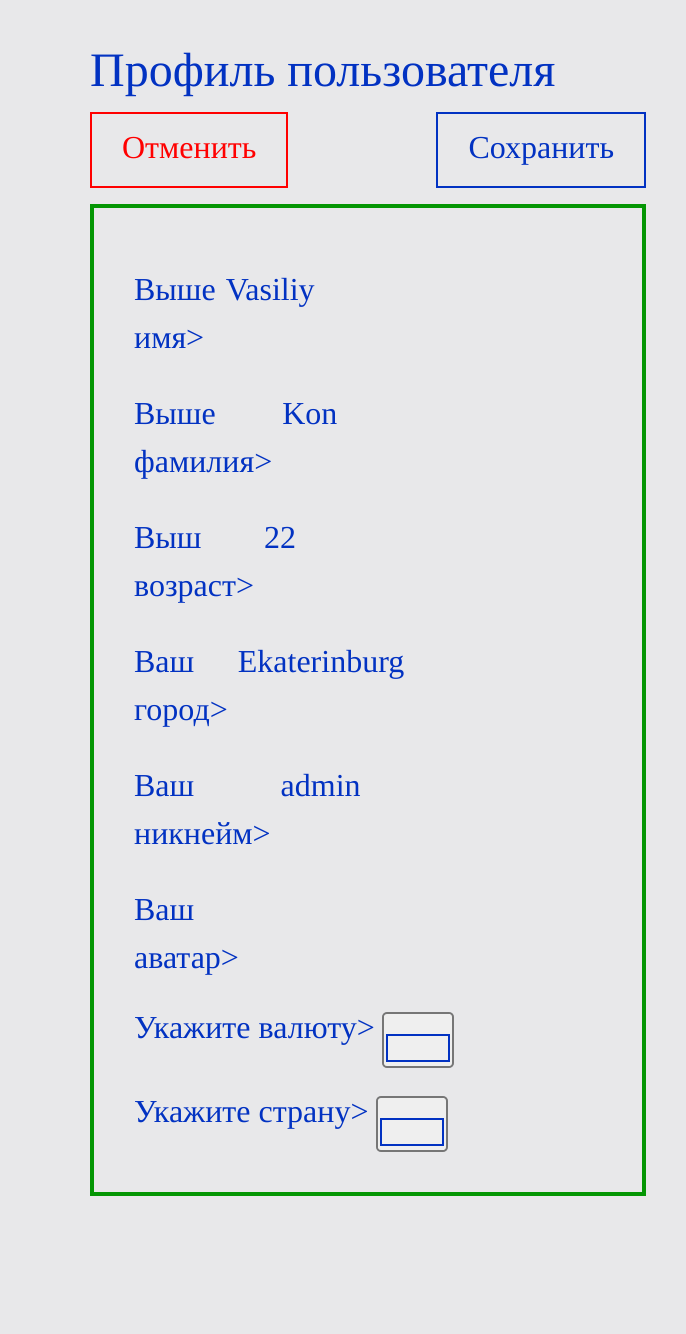 Профиль пользователя
Отменить Сохранить
Выше Vasiliy
имя>
Выше Kon
фамилия>
Выш 22
возраст>
Ваш Ekaterinburg
город>
Ваш admin
никнейм>
Ваш
аватар>
Укажите валюту>
Укажите страну>